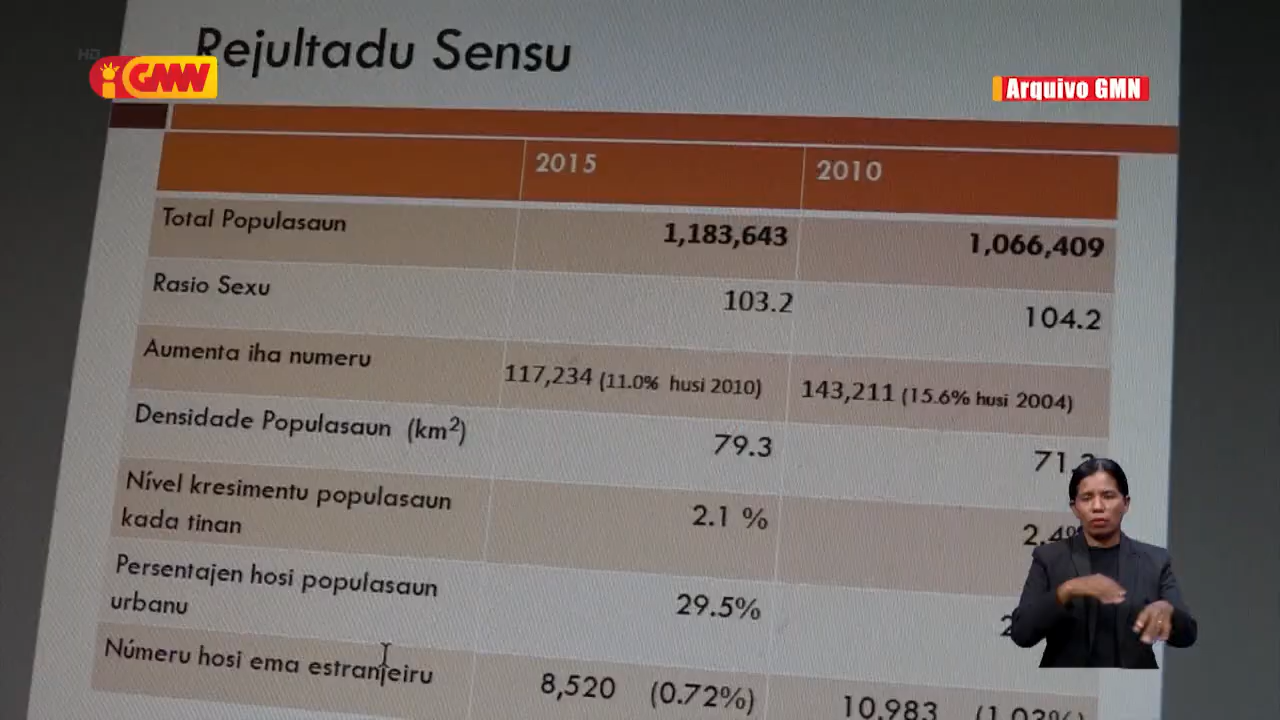 Rejultadu Sensu
HD
GMN
Arquivo GMN
2015 2010
Total Populasaun 1,183,643 1,066,409
Rasio Sexu 103.2 104.2
Aumenta iha numeru 117,234 (11.0% husi 2010) 143,211 (15.6% husi 2004)
Densidade Populasaun (km²) 79.3
Nível kresimentu populasaun
kada tinan 2.1 %
Persentajen hosi populasaun
urbanu 29.5%
Númeru hosi ema estranjeiru 8,520 (0.72%) 10,983